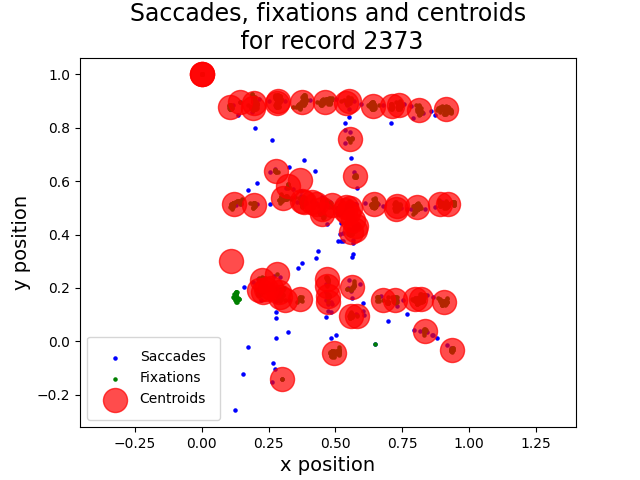 Saccades, fixations and centroids
for record 2373
y position
1.0
0.8
0.6
0.4
0.2
0.0
−0.2
Saccades
Fixations
Centroids
−0.25
0.00
0.25
0.50
0.75
1.00
1.25
x position